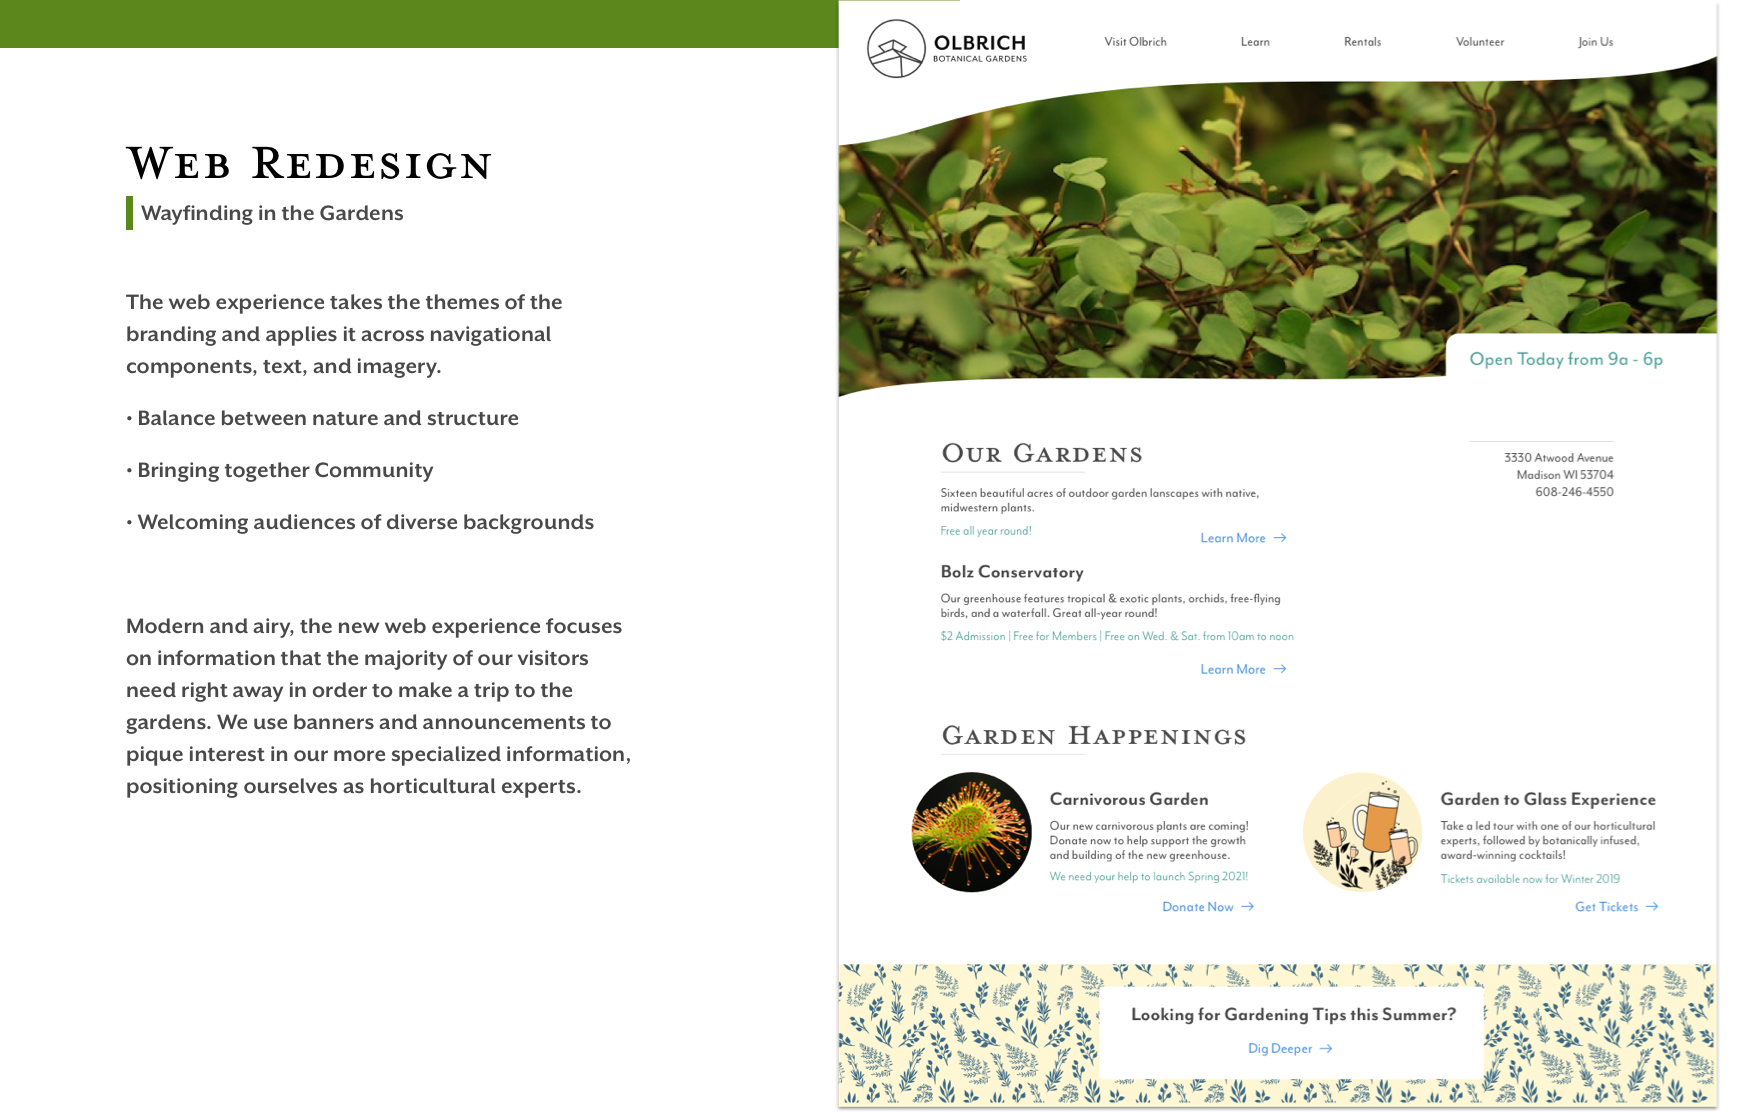 Web Redesign
Wayfinding in the Gardens
The web experience takes the themes of the
branding and applies it across navigational
components, text, and imagery.
• Balance between nature and structure
• Bringing together Community
• Welcoming audiences of diverse backgrounds
Modern and airy, the new web experience focuses
on information that the majority of our visitors
need right away in order to make a trip to the
gardens. We use banners and announcements to
pique interest in our more specialized information,
positioning ourselves as horticultural experts.
OLBRICH
BOTANICAL GARDENS
Visit Olbrich
Learn
Rentals
Volunteer
Join Us
Open Today from 9a - 6p
Our Gardens
Sixteen beautiful acres of outdoor garden lanscapes with native,
midwestern plants.
Free all year round!
Learn More →
3330 Atwood Avenue
Madison WI 53704
608-246-4550
Bolz Conservatory
Our greenhouse features tropical & exotic plants, orchids, free-flying
birds, and a waterfall. Great all-year round!
$2 Admission | Free for Members | Free on Wed. & Sat. from 10am to noon
Learn More →
Garden Happenings
Carnivorous Garden
Our new carnivorous plants are coming!
Donate now to help support the growth
and building of the new greenhouse.
We need your help to launch Spring 2021!
Donate Now →
Garden to Glass Experience
Take a led tour with one of our horticultural
experts, followed by botanically infused,
award-winning cocktails!
Tickets available now for Winter 2019
Get Tickets →
Looking for Gardening Tips this Summer?
Dig Deeper →